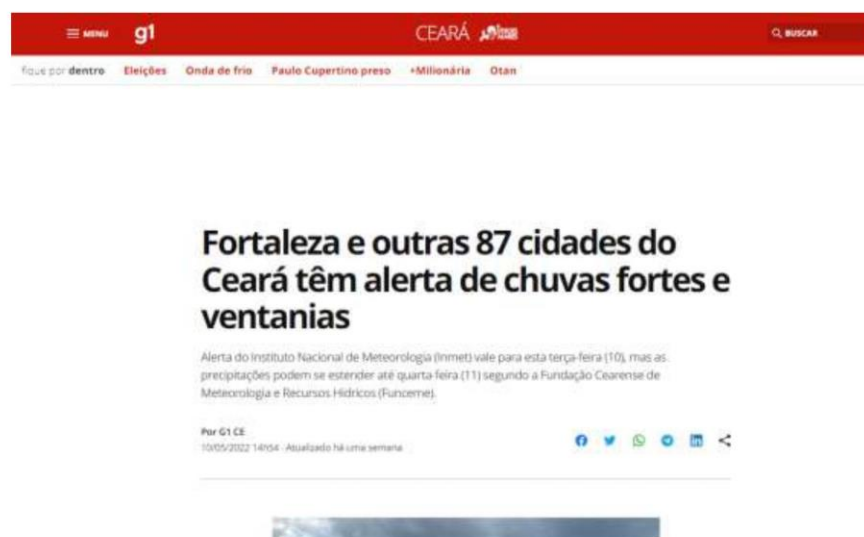 MENU g1 CEARÁ BUSCAR
fique por dentro Eleições Onda de frio Paulo Cupertino preso +Milionária Otan
Fortaleza e outras 87 cidades do
Ceará têm alerta de chuvas fortes e
ventanias
Alerta do Instituto Nacional de Meteorologia (Inmet) vale para esta terça-feira (10), mas as
precipitações podem se estender até quarta-feira (11) segundo a Fundação Cearense de
Meteorologia e Recursos Hídricos (Funceme).
Por G1 CE
10/05/2022 14h54 · Atualizado há uma semana